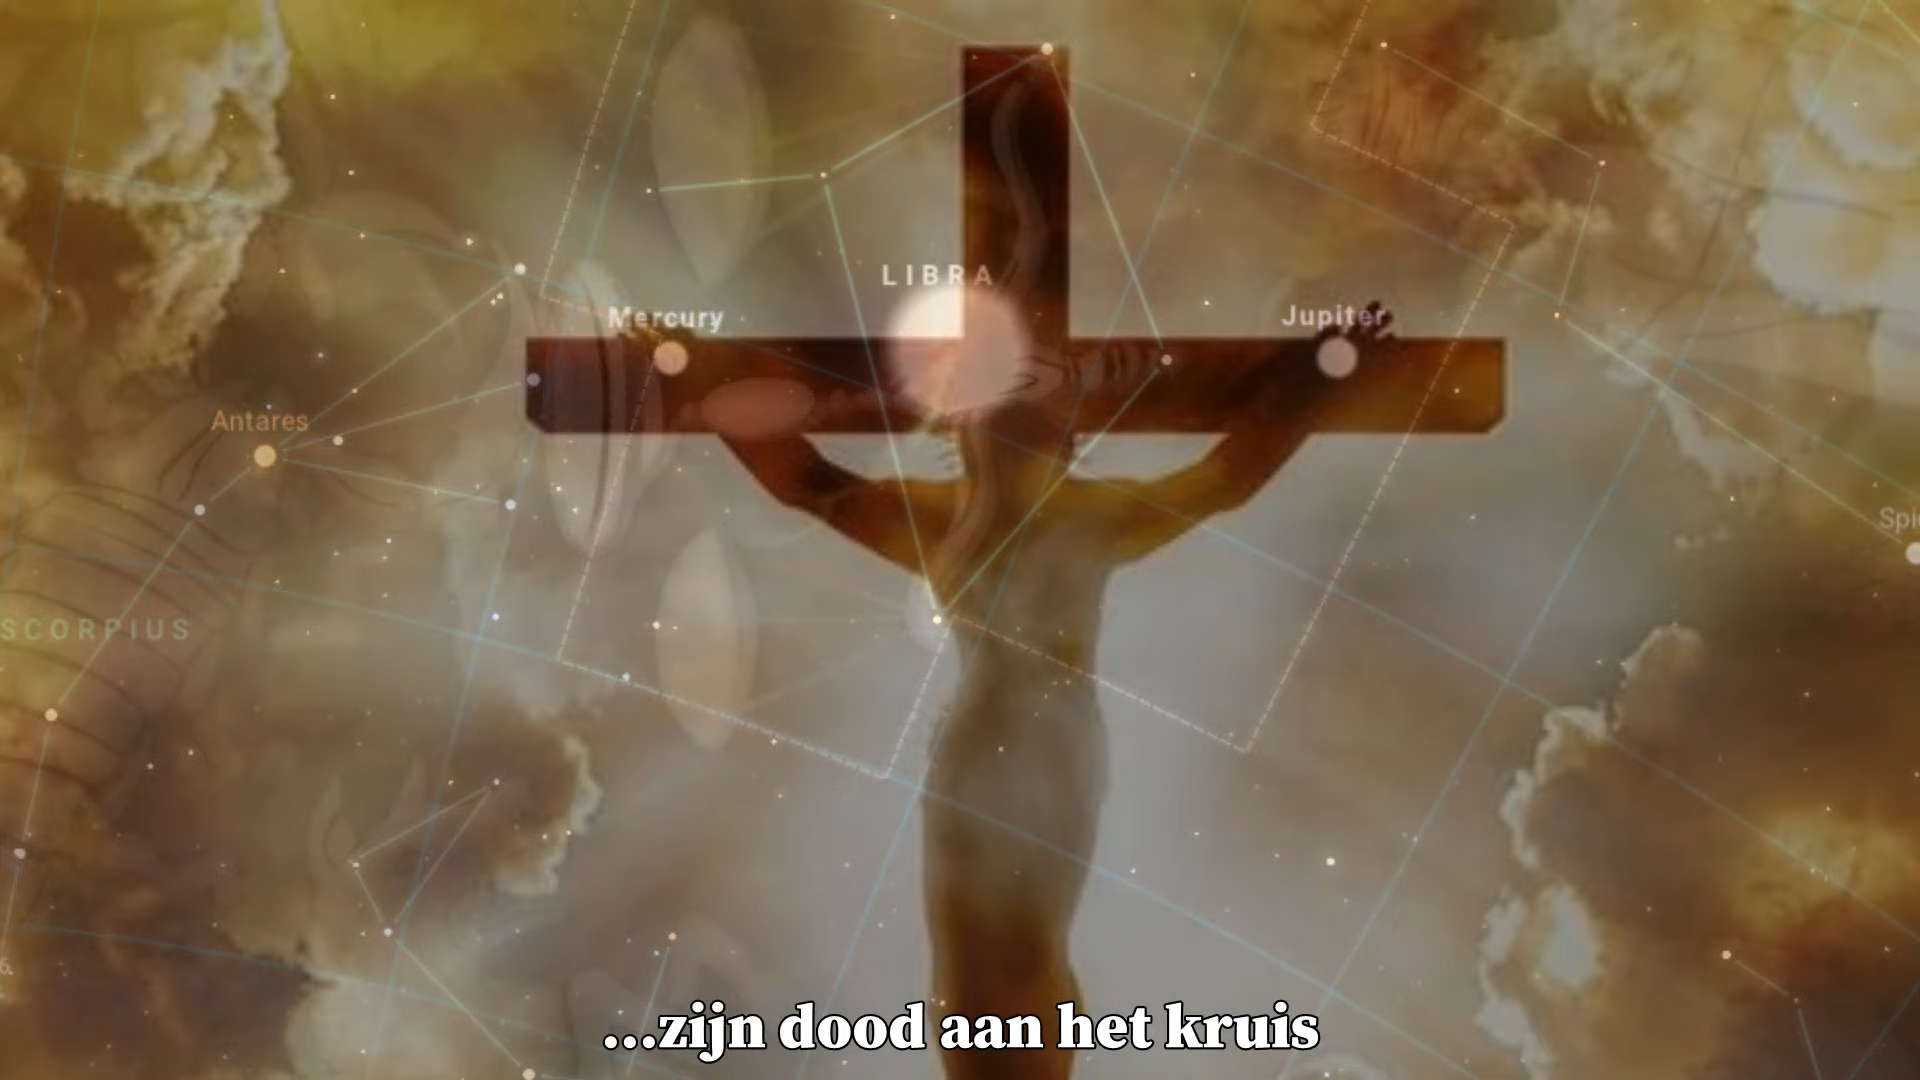 LIBRA
Mercury
Jupiter
Antares
SCORPIUS
...zijn dood aan het kruis